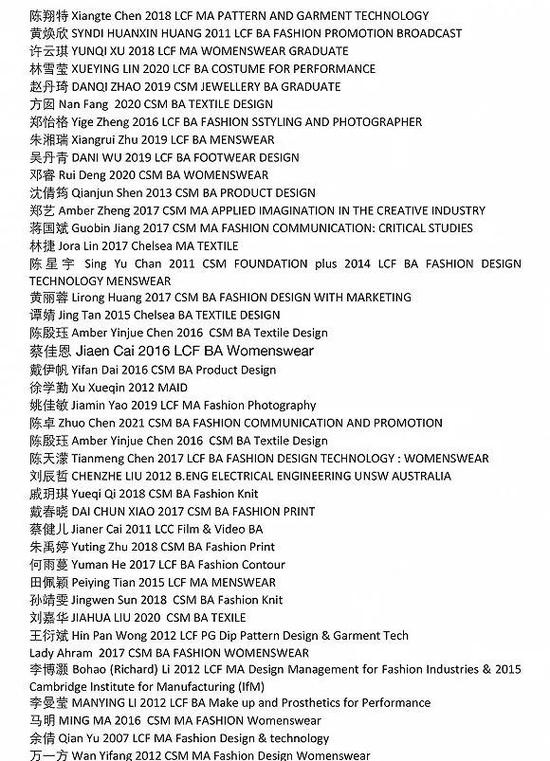 陈翔特 Xiangte Chen 2018 LCF MA PATTERN AND GARMENT TECHNOLOGY
黄焕欣 SYNDI HUANXIN HUANG 2011 LCF BA FASHION PROMOTION BROADCAST
许云琪 YUNQI XU 2018 LCF MA WOMENSWEAR GRADUATE
林雪莹 XUEYING LIN 2020 LCF BA COSTUME FOR PERFORMANCE
赵丹琦 DANQI ZHAO 2019 CSM JEWELLERY BA GRADUATE
方囡 Nan Fang 2020 CSM BA TEXTILE DESIGN
郑怡格 Yige Zheng 2016 LCF BA FASHION SSTYLING AND PHOTOGRAPHER
朱湘瑞 Xiangrui Zhu 2019 LCF BA MENSWEAR
吴丹青 DANI WU 2019 LCF BA FOOTWEAR DESIGN
邓睿 Rui Deng 2020 CSM BA WOMENSWEAR
沈倩筠 Qianjun Shen 2013 CSM BA PRODUCT DESIGN
郑艺 Amber Zheng 2017 CSM MA APPLIED IMAGINATION IN THE CREATIVE INDUSTRY
蒋国斌 Guobin Jiang 2017 CSM MA FASHION COMMUNICATION: CRITICAL STUDIES
林捷 Jora Lin 2017 Chelsea MA TEXTILE
陈星宇 Sing Yu Chan 2011 CSM FOUNDATION plus 2014 LCF BA FASHION DESIGN
TECHNOLOGY MENSWEAR
黄丽蓉 Lirong Huang 2017 CSM BA FASHION DESIGN WITH MARKETING
谭婧 Jing Tan 2015 Chelsea BA TEXTILE DESIGN
陈殷珏 Amber Yinjue Chen 2016 CSM BA Textile Design
蔡佳恩 Jiaen Cai 2016 LCF BA Womenswear
戴伊帆 Yifan Dai 2016 CSM BA Product Design
徐学勤 Xu Xueqin 2012 MAID
姚佳敏 Jiamin Yao 2019 LCF MA Fashion Photography
陈卓 Zhuo Chen 2021 CSM BA FASHION COMMUNICATION AND PROMOTION
陈殷珏 Amber Yinjue Chen 2016 CSM BA Textile Design
陈天濛 Tianmeng Chen 2017 LCF BA FASHION DESIGN TECHNOLOGY : WOMENSWEAR
刘辰哲 CHENZHE LIU 2012 B.ENG ELECTRICAL ENGINEERING UNSW AUSTRALIA
戚玥琪 Yueqi Qi 2018 CSM BA Fashion Knit
戴春晓 DAI CHUN XIAO 2017 CSM BA FASHION PRINT
蔡健儿 Jianer Cai 2011 LCC Film & Video BA
朱禹婷 Yuting Zhu 2018 CSM BA Fashion Print
何雨蔓 Yuman He 2017 LCF BA Fashion Contour
田佩颖 Peiying Tian 2015 LCF MA MENSWEAR
孙靖雯 Jingwen Sun 2018 CSM BA Fashion Knit
刘嘉华 JIAHUA LIU 2020 CSM BA TEXILE
王衍斌 Hin Pan Wong 2012 LCF PG Dip Pattern Design & Garment Tech
Lady Ahram 2017 CSM BA FASHION WOMENSWEAR
李博灏 Bohao (Richard) Li 2012 LCF MA Design Management for Fashion Industries & 2015
Cambridge Institute for Manufacturing (IfM)
李曼莹 MANYING LI 2012 LCF BA Make up and Prosthetics for Performance
马明 MING MA 2016 CSM MA FASHION Womenswear
余倩 Qian Yu 2007 LCF MA Fashion Design & technology
万一方 Wan Yifang 2012 CSM MA Fashion Design Womenswear